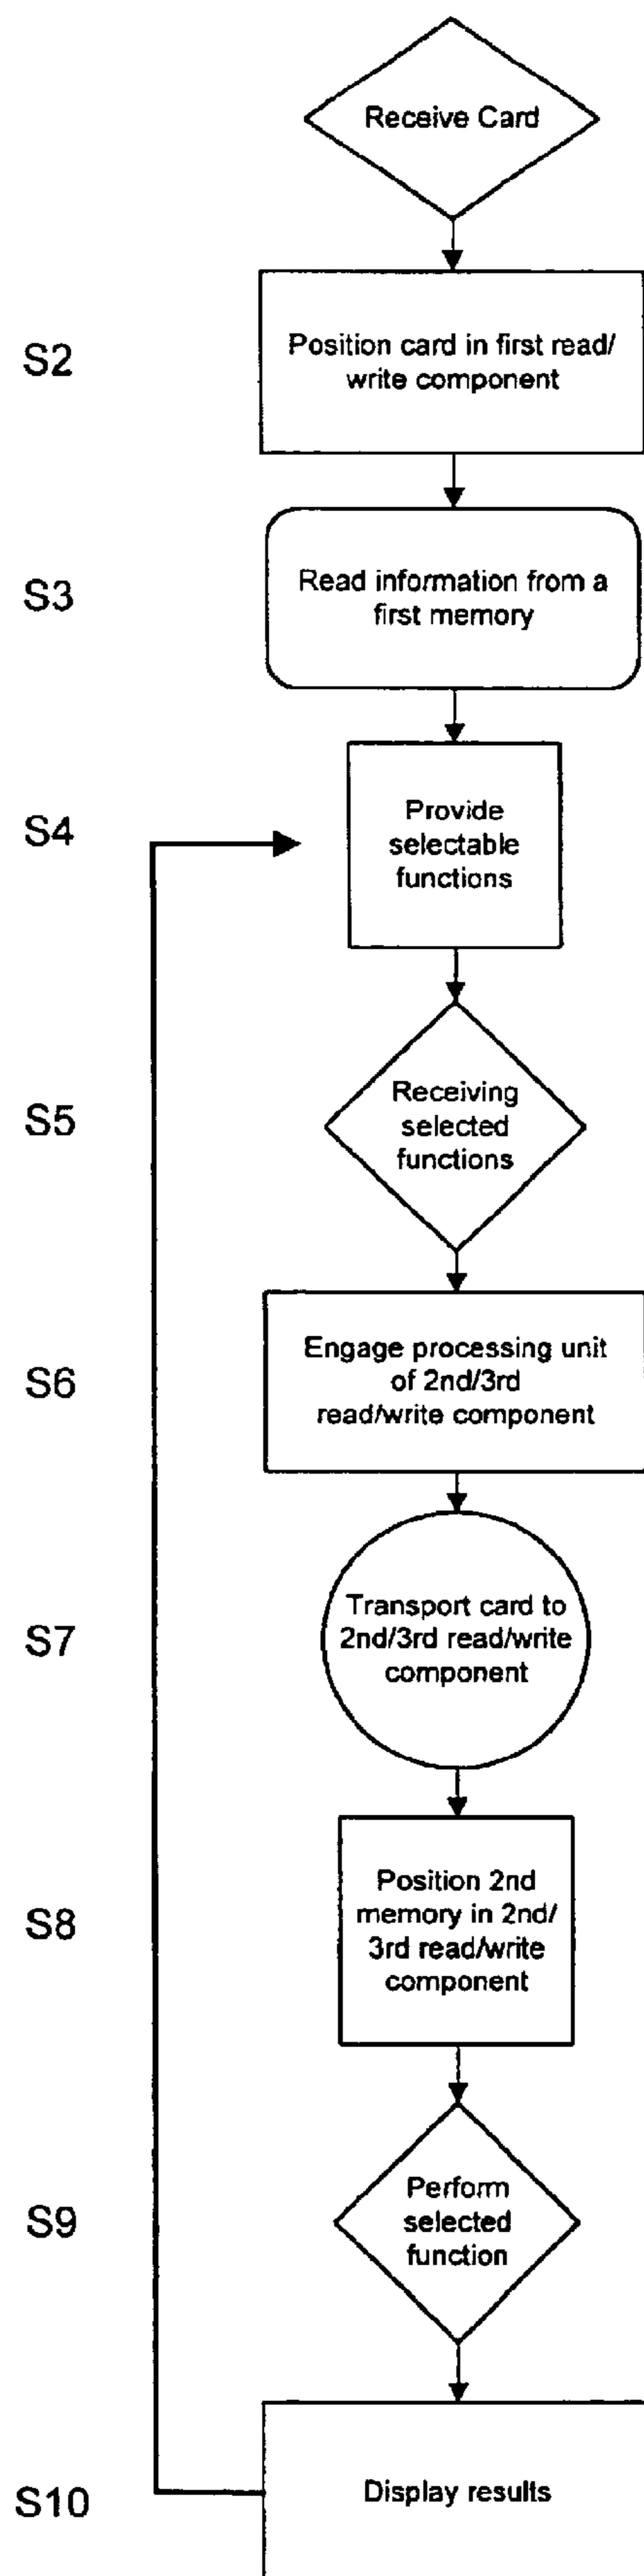 Receive Card
S2
Position card in first read/
write component
S3
Read information from a
first memory
S4
Provide
selectable
functions
S5
Receiving
selected
functions
S6
Engage processing unit
of 2nd/3rd
read/write component
S7
Transport card to
2nd/3rd read/write
component
S8
Position 2nd
memory in 2nd/
3rd read/write
component
S9
Perform
selected
function
S10
Display results